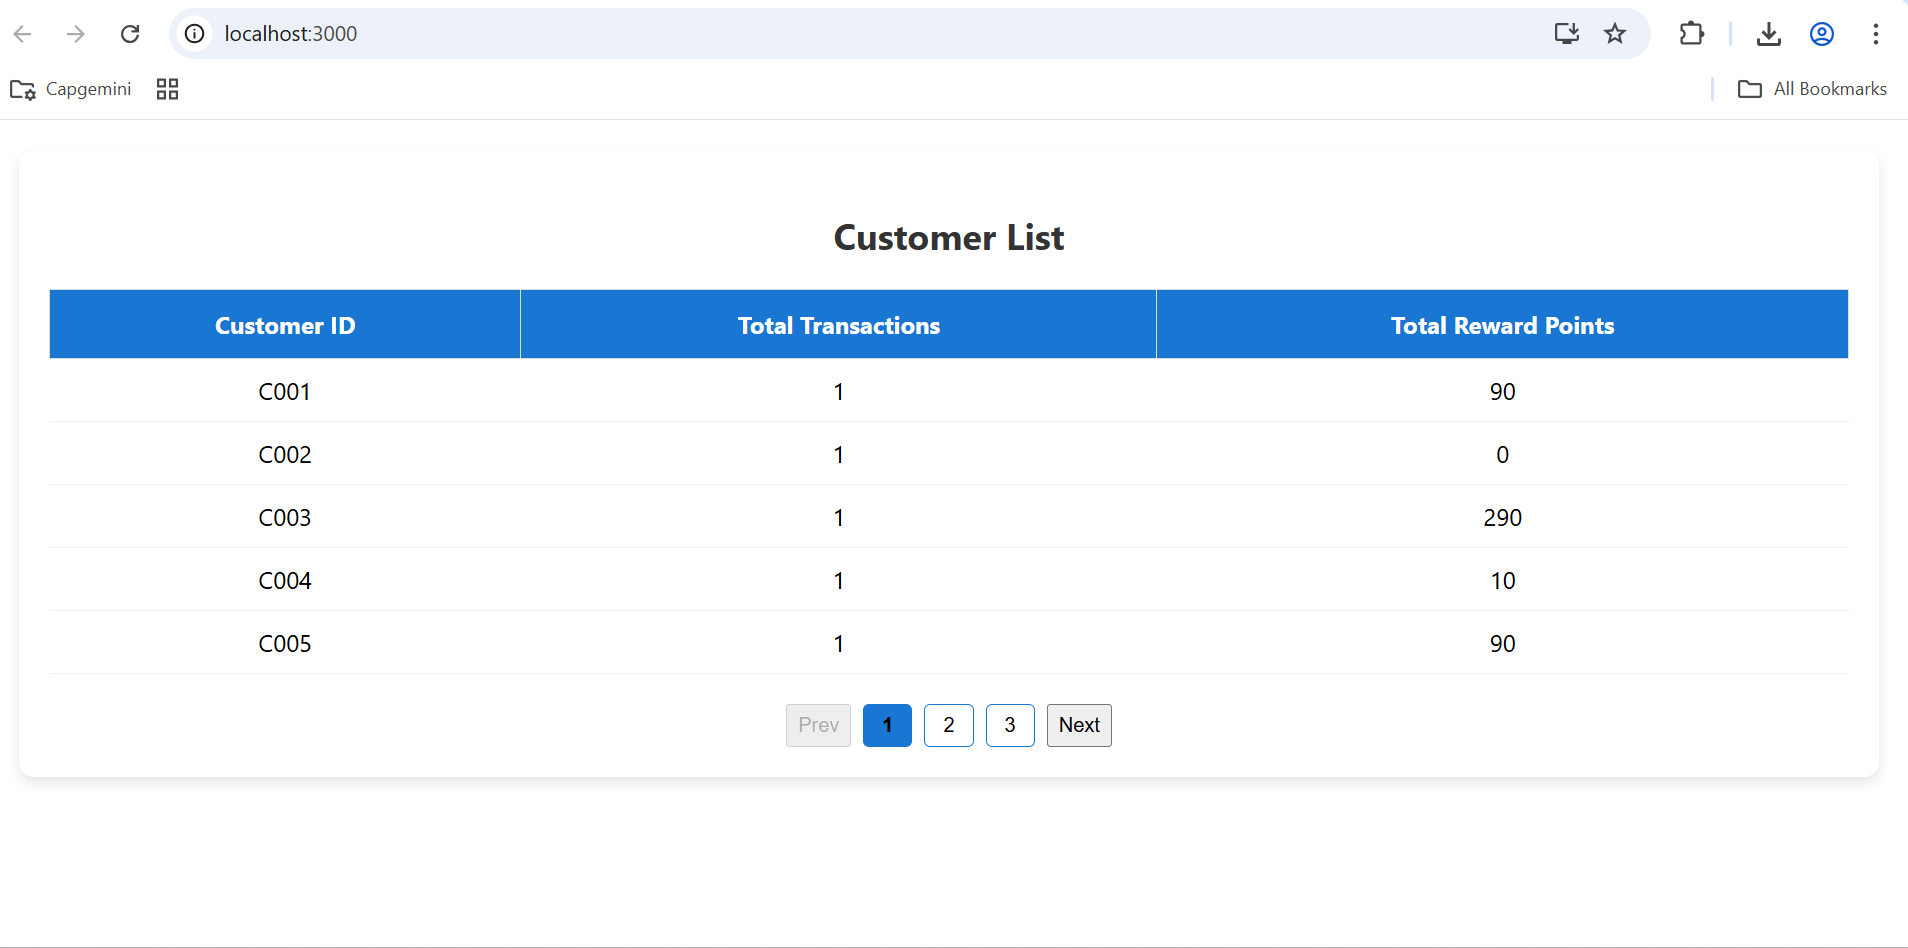 localhost:3000
Capgemini
All Bookmarks
Customer List
Customer ID Total Transactions Total Reward Points
C001 1 90
C002 1 0
C003 1 290
C004 1 10
C005 1 90
Prev 1 2 3 Next